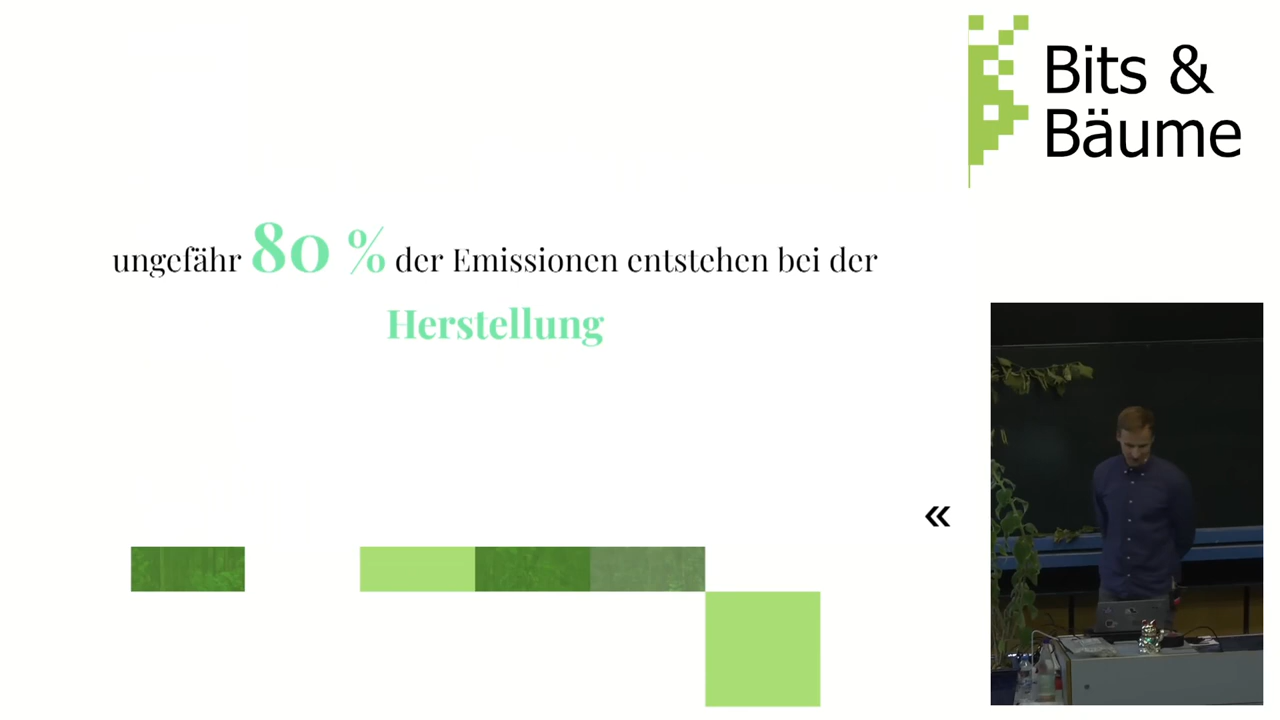 Bits &
Bäume
ungefähr 80 % der Emissionen entstehen bei der
Herstellung
«